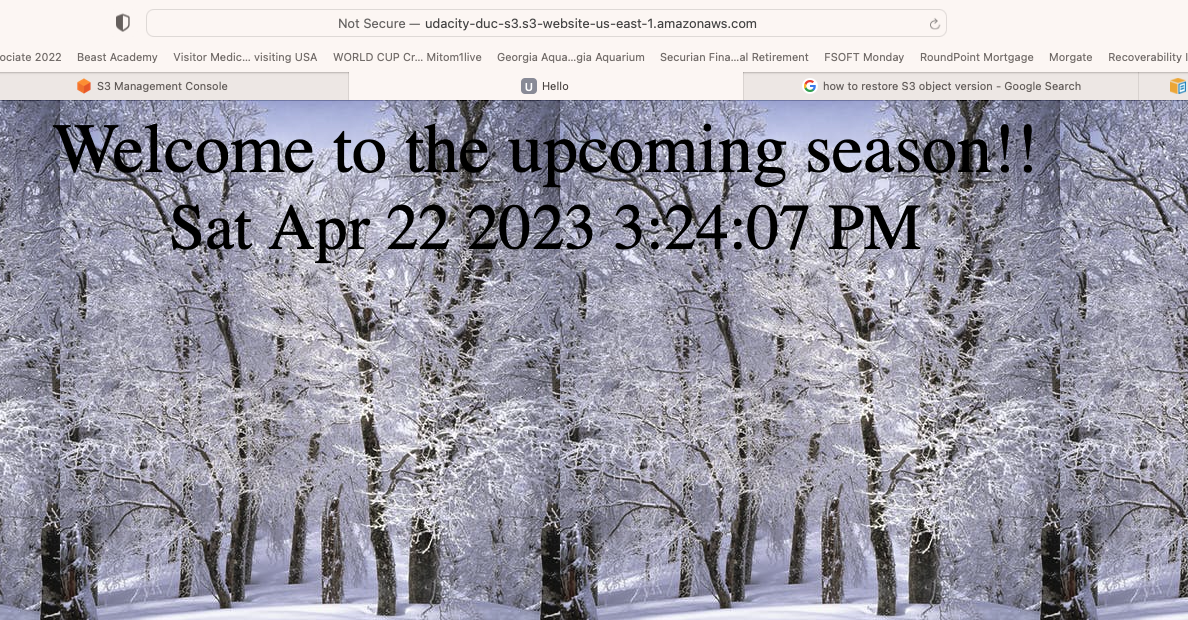 Not Secure — udacity-duc-s3.s3-website-us-east-1.amazonaws.com
ociate 2022 Beast Academy Visitor Medic... visiting USA WORLD CUP Cr... Mitom1live Georgia Aqua...gia Aquarium Securian Fina...al Retirement FSOFT Monday RoundPoint Mortgage Morgate Recoverability I
S3 Management Console U Hello how to restore S3 object version - Google Search
Welcome to the upcoming season!!
Sat Apr 22 2023 3:24:07 PM